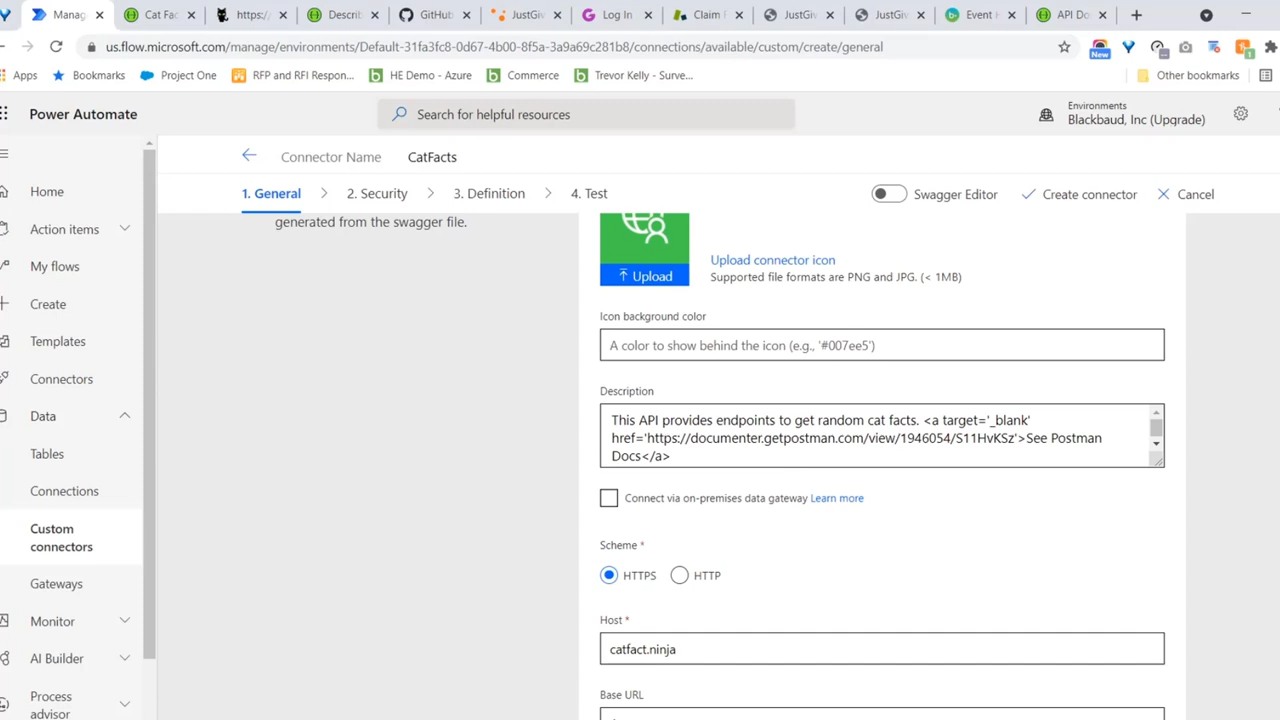 Manag
Cat Fac
https:/
Describ
GitHub
JustGiv
Log In
Claim F
JustGiv
JustGiv
Event H
API Do
us.flow.microsoft.com/manage/environments/Default-31fa3fc8-0d67-4b00-8f5a-3a9a69c281b8/connections/available/custom/create/general
New
1
Apps
Bookmarks
Project One
RFP and RFI Respon...
HE Demo - Azure
Commerce
Trevor Kelly - Surve...
Other bookmarks
Power Automate
Search for helpful resources
Environments
Blackbaud, Inc (Upgrade)
Connector Name
CatFacts
1. General
2. Security
3. Definition
4. Test
Swagger Editor
Create connector
Cancel
Home
Action items
My flows
Create
Templates
Connectors
Data
Tables
Connections
Custom
connectors
Gateways
Monitor
AI Builder
Process
advisor
generated from the swagger file.
Upload
Upload connector icon
Supported file formats are PNG and JPG. (< 1MB)
Icon background color
A color to show behind the icon (e.g., '#007ee5')
Description
This API provides endpoints to get random cat facts. <a target='_blank'
href='https://documenter.getpostman.com/view/1946054/S11HvKSz'>See Postman
Docs</a>
Connect via on-premises data gateway Learn more
Scheme *
HTTPS
HTTP
Host *
catfact.ninja
Base URL